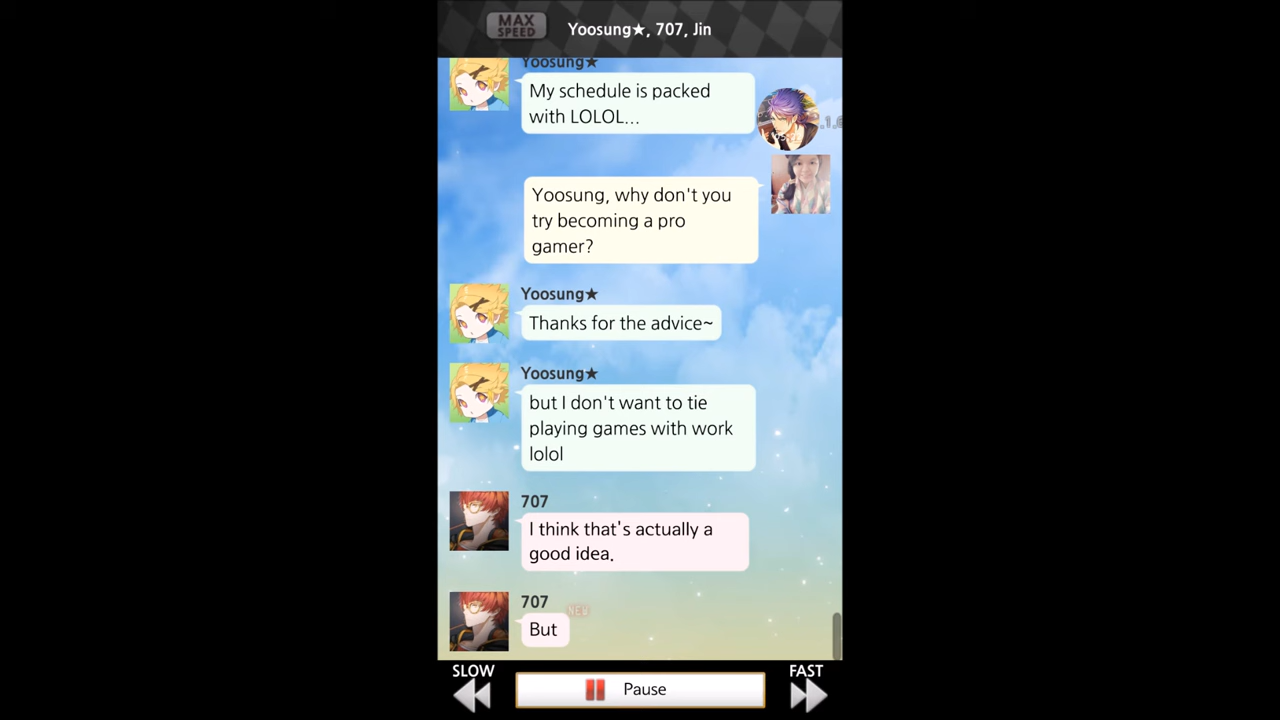 MAX
SPEED
Yoosung★, 707, Jin
Yoosung★
My schedule is packed
with LOLOL...
Yoosung, why don't you
try becoming a pro
gamer?
Yoosung★
Thanks for the advice~
Yoosung★
but I don't want to tie
playing games with work
lolol
707
I think that's actually a
good idea.
707
NEW
But
SLOW
Pause
FAST